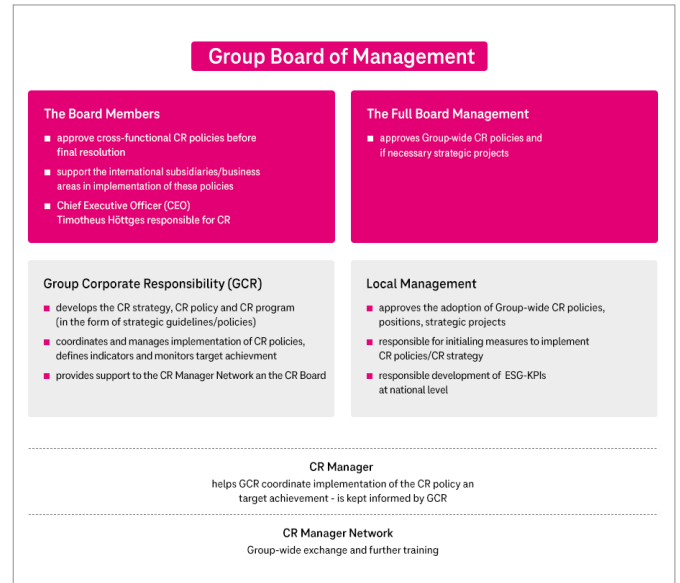 Group Board of Management
The Board Members
approve cross-functional CR policies before
final resolution
support the international subsidiaries/business
areas in implementation of these policies
Chief Executive Officer (CEO)
Timotheus Höttges responsible for CR
The Full Board Management
approves Group-wide CR policies and
if necessary strategic projects
Group Corporate Responsibility (GCR)
develops the CR strategy, CR policy and CR program
(in the form of strategic guidelines/policies)
coordinates and manages implementation of CR policies,
defines indicators and monitors target achievment
provides support to the CR Manager Network an the CR Board
Local Management
approves the adoption of Group-wide CR policies,
positions, strategic projects
responsible for initialing measures to implement
CR policies/CR strategy
responsible development of ESG-KPIs
at national level
CR Manager
helps GCR coordinate implementation of the CR policy an
target achievement - is kept informed by GCR
CR Manager Network
Group-wide exchange and further training